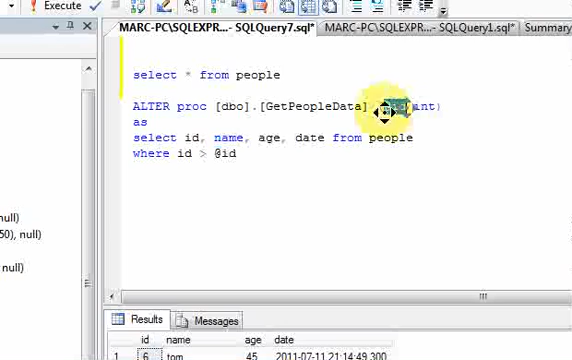 Execute
MARC-PC\SQLEXPR...- SQLQuery7.sql* MARC-PC\SQLEXPR...- SQLQuery1.sql* Summary
select * from people
ALTER proc [dbo].[GetPeopleData] int)
as
select id, name, age, date from people
where id > @id
null)
50), null)
null)
Results Messages
id name age date
1 6 tom 45 2011-07-11 21:14:49.300